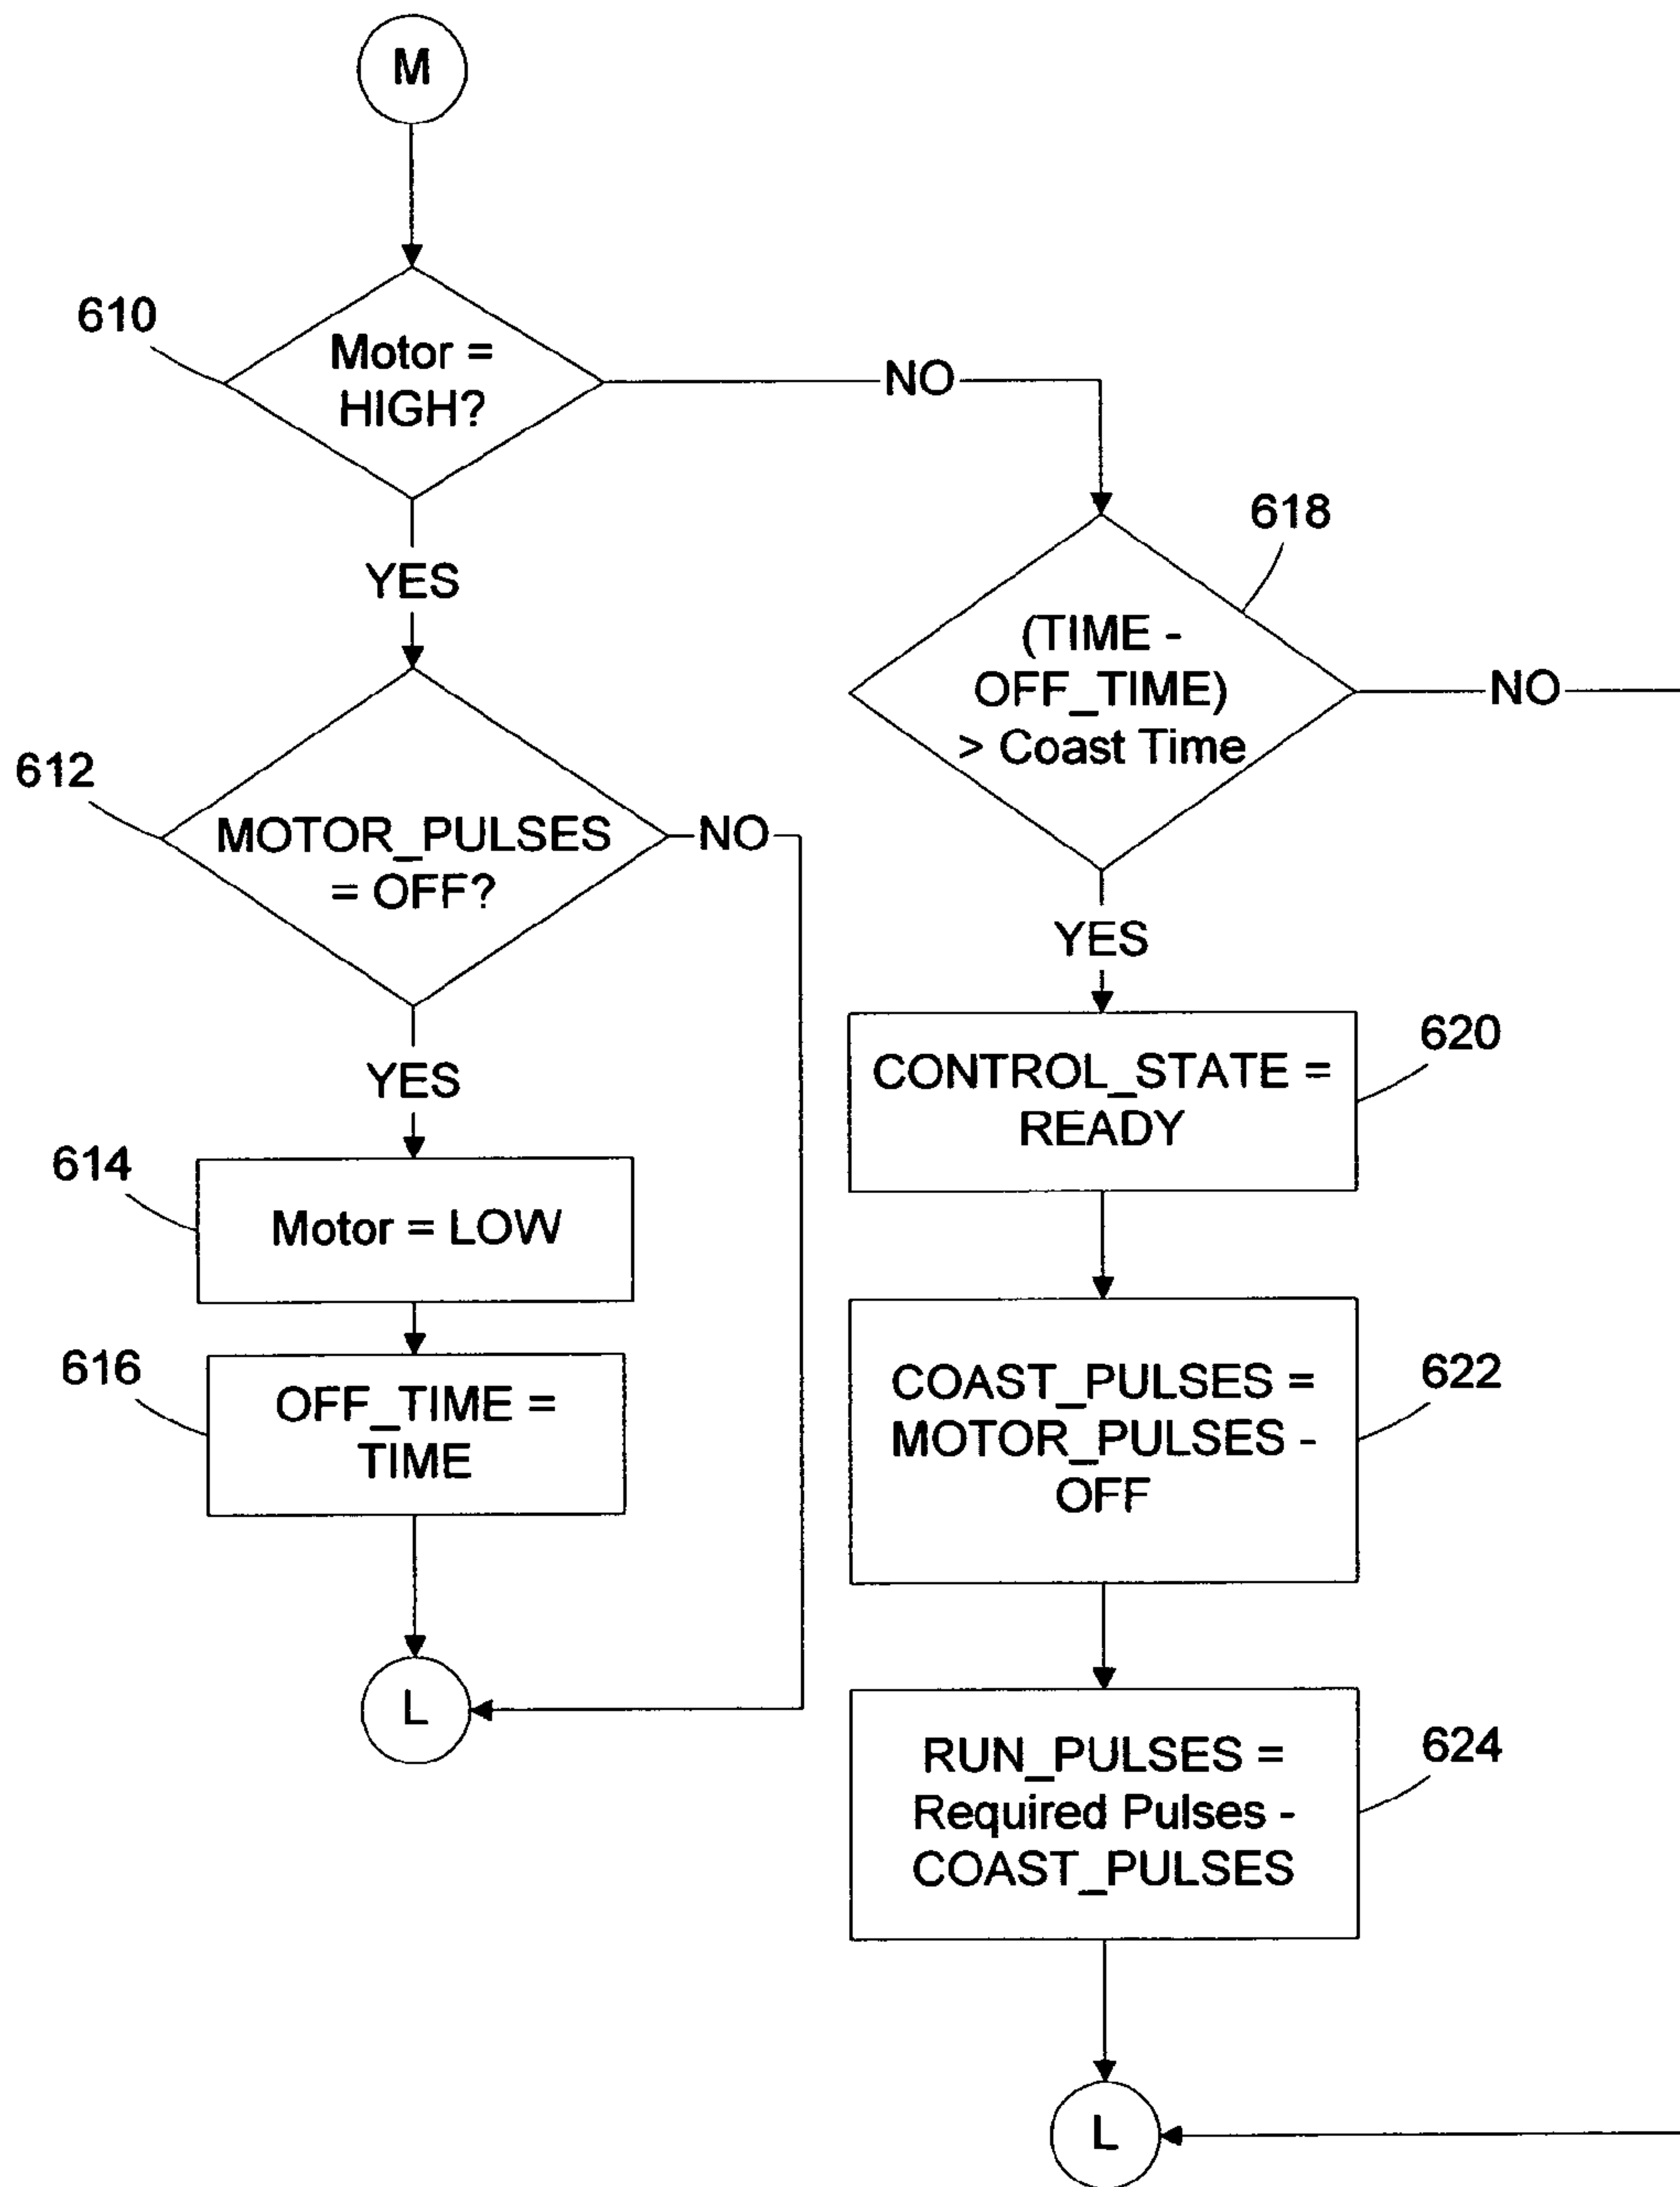 M
610
Motor =
HIGH?
NO
YES
612
MOTOR_PULSES
= OFF?
NO
YES
614
Motor = LOW
616
OFF_TIME =
TIME
L
618
(TIME -
OFF_TIME)
> Coast Time
NO
YES
620
CONTROL_STATE =
READY
622
COAST_PULSES =
MOTOR_PULSES -
OFF
624
RUN_PULSES =
Required Pulses -
COAST_PULSES
L